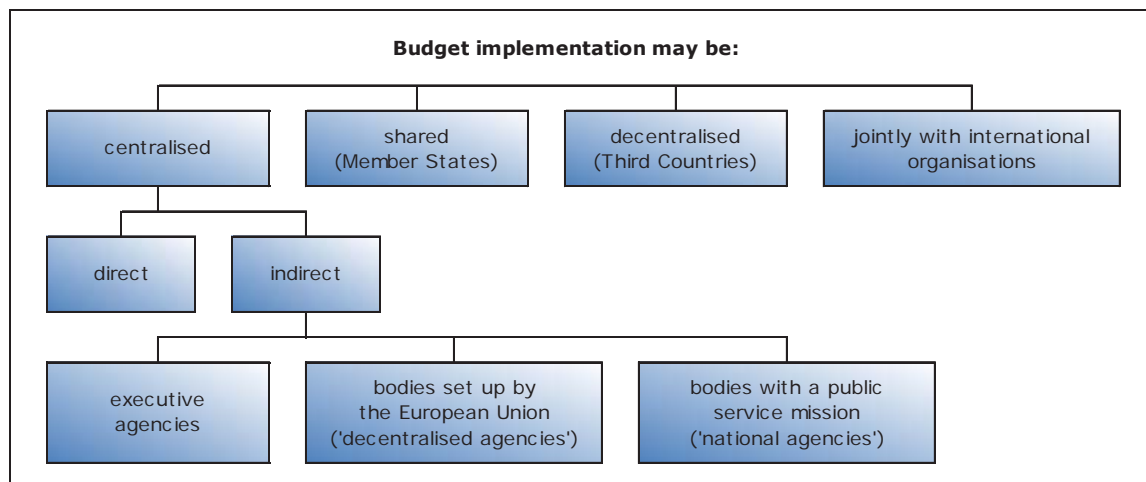 Budget implementation may be:
centralised
shared
(Member States)
decentralised
(Third Countries)
jointly with international
organisations
direct
indirect
executive
agencies
bodies set up by
the European Union
('decentralised agencies')
bodies with a public
service mission
('national agencies')